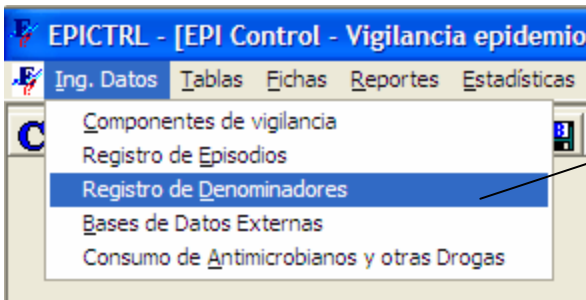 EPICTRL - [EPI Control - Vigilancia epidemio
Ing. Datos Tablas Fichas Reportes Estadísticas
Componentes de vigilancia
Registro de Episodios
Registro de Denominadores
Bases de Datos Externas
Consumo de Antimicrobianos y otras Drogas